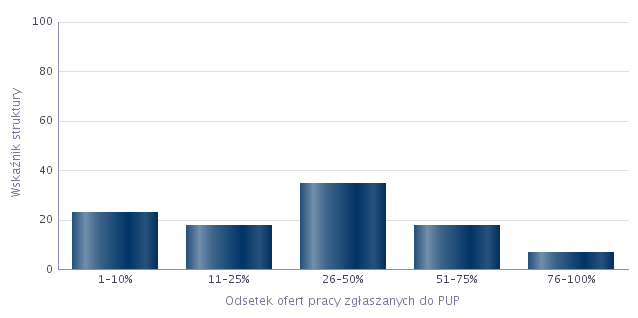 100
80
60
40
20
0
Wskaźnik struktury
1-10% 11-25% 26-50% 51-75% 76-100%
Odsetek ofert pracy zgłaszanych do PUP